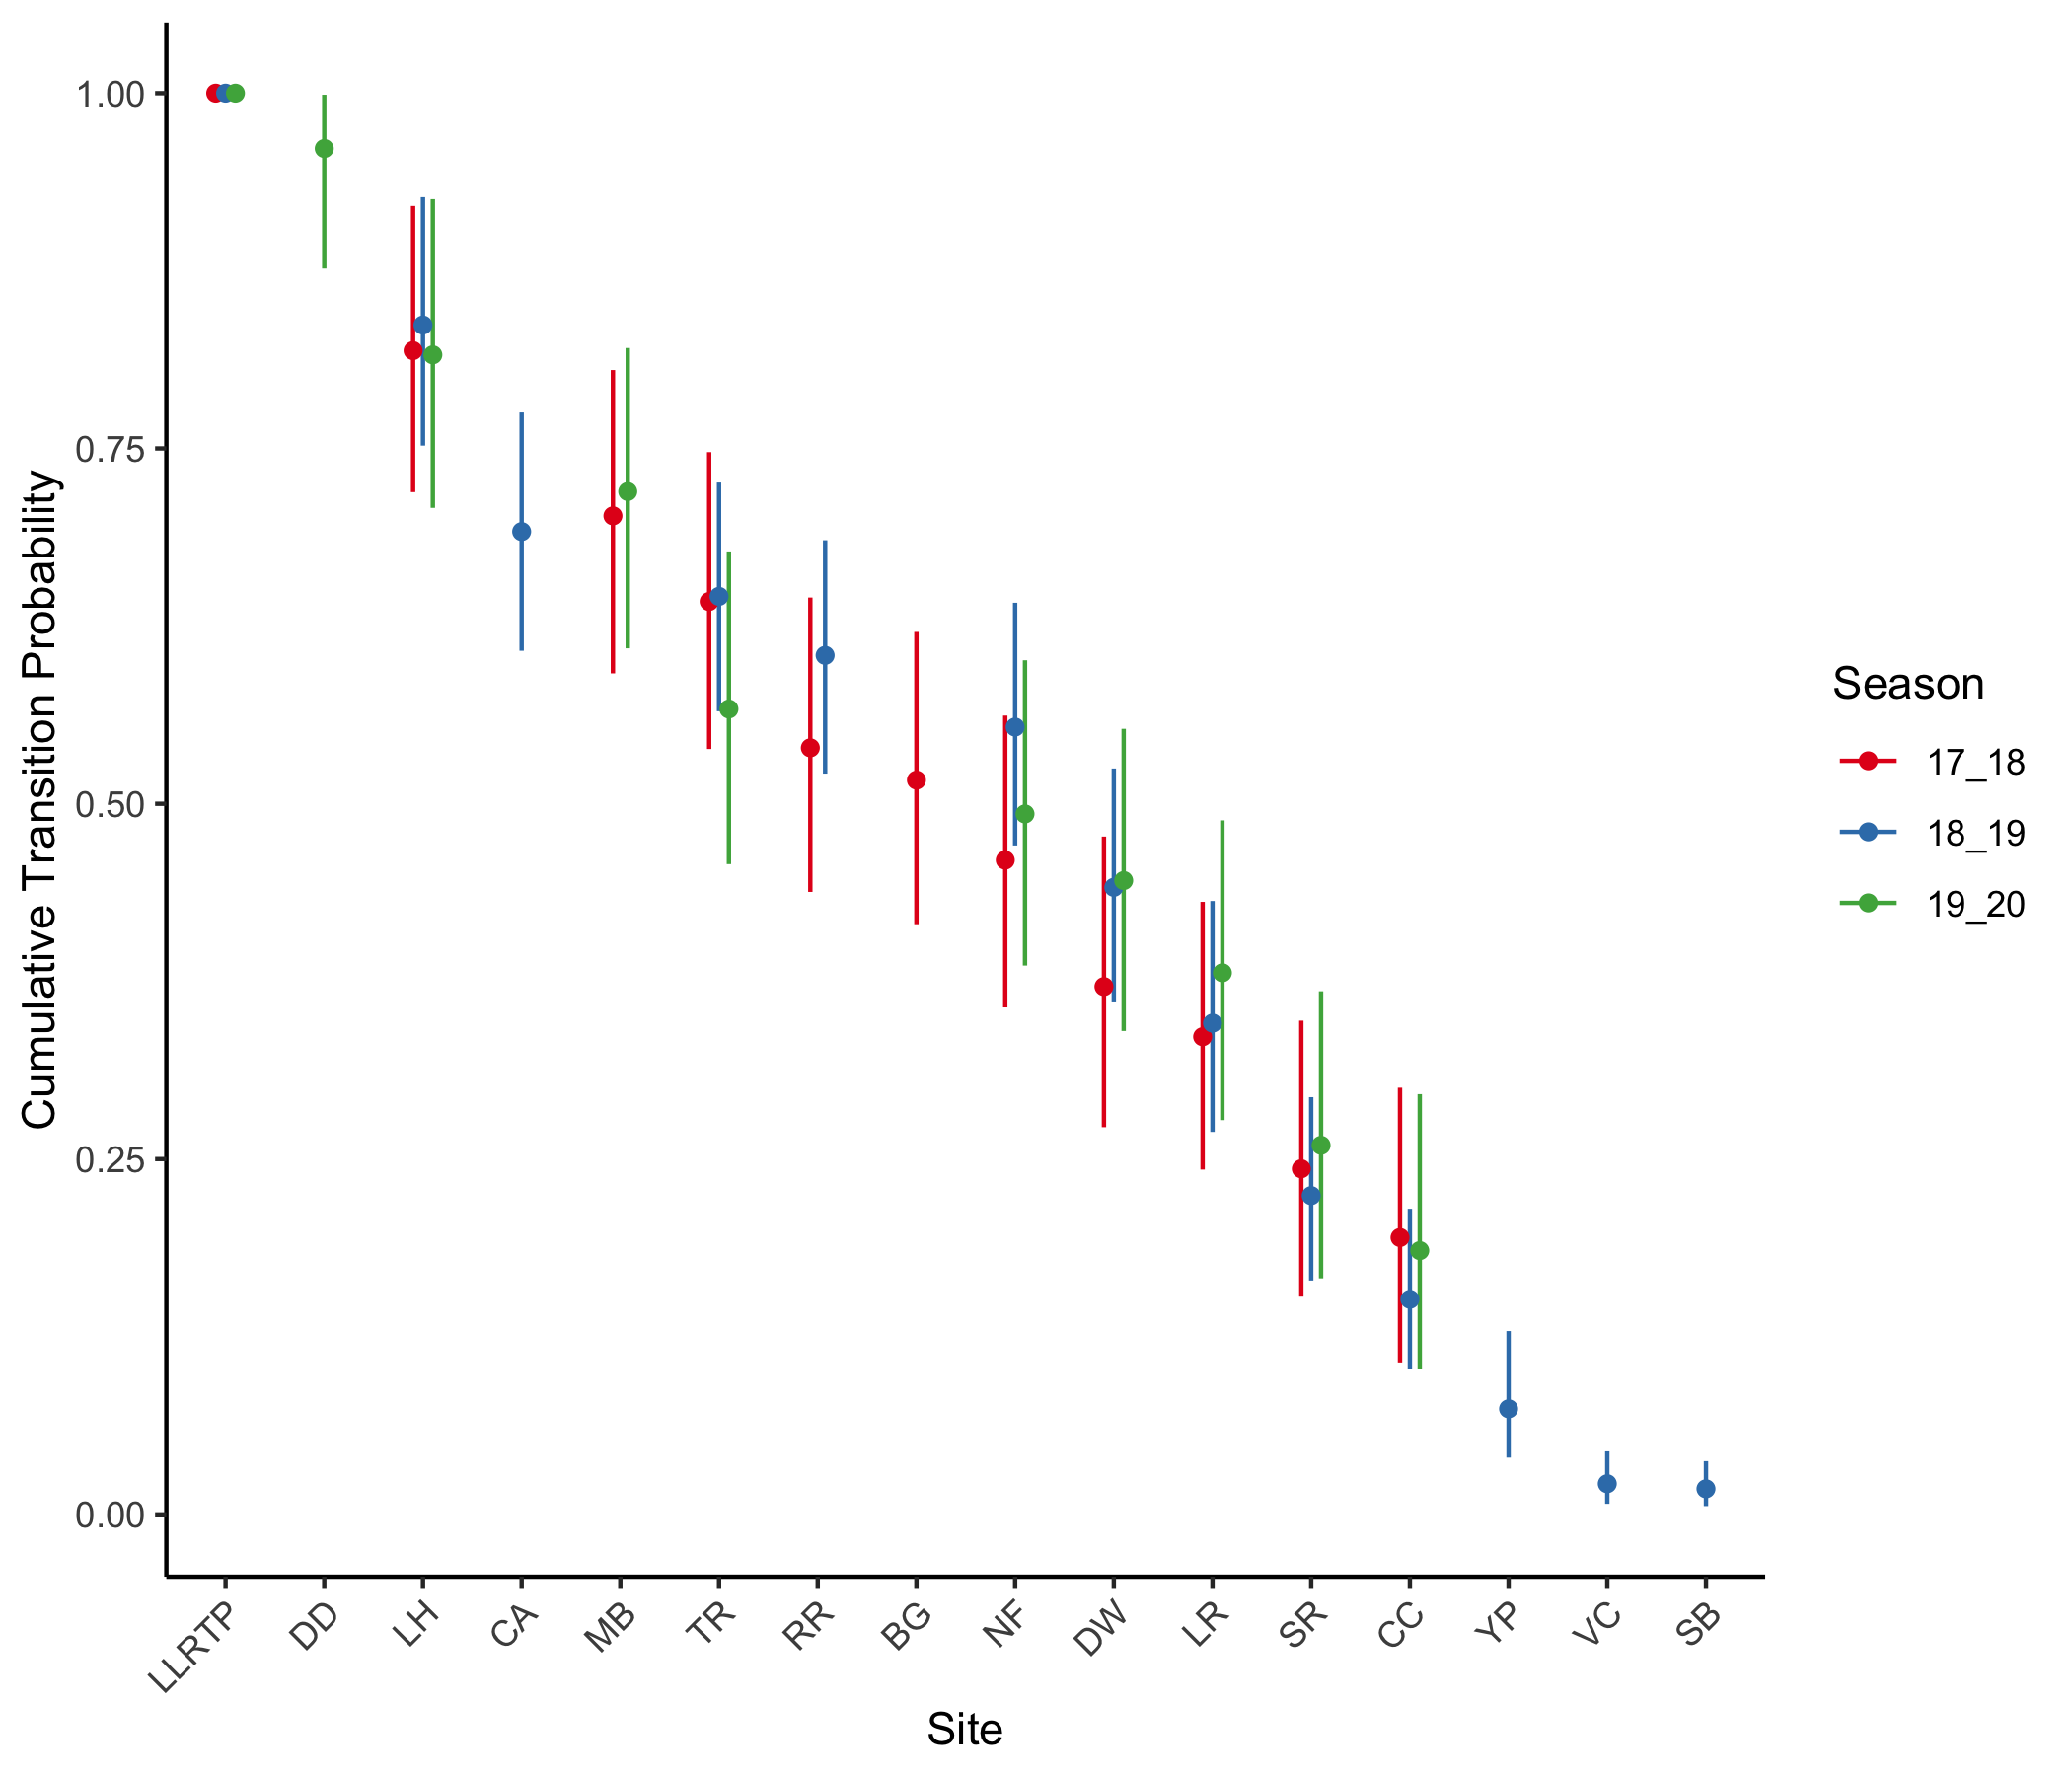 1.00
0.75
0.50
0.25
0.00
Cumulative Transition Probability
LLRTP
DD
LH
CA
MB
TR
RR
BG
NF
DW
LR
SR
CC
YP
VC
SB
Site
Season
17_18
18_19
19_20